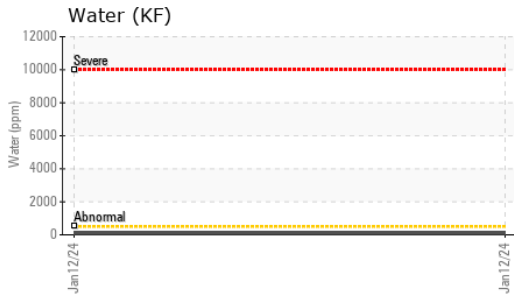 Water (KF)
12000
10000
8000
6000
4000
2000
0
Water (ppm)
Severe
Abnormal
Jan12/24
Jan12/24